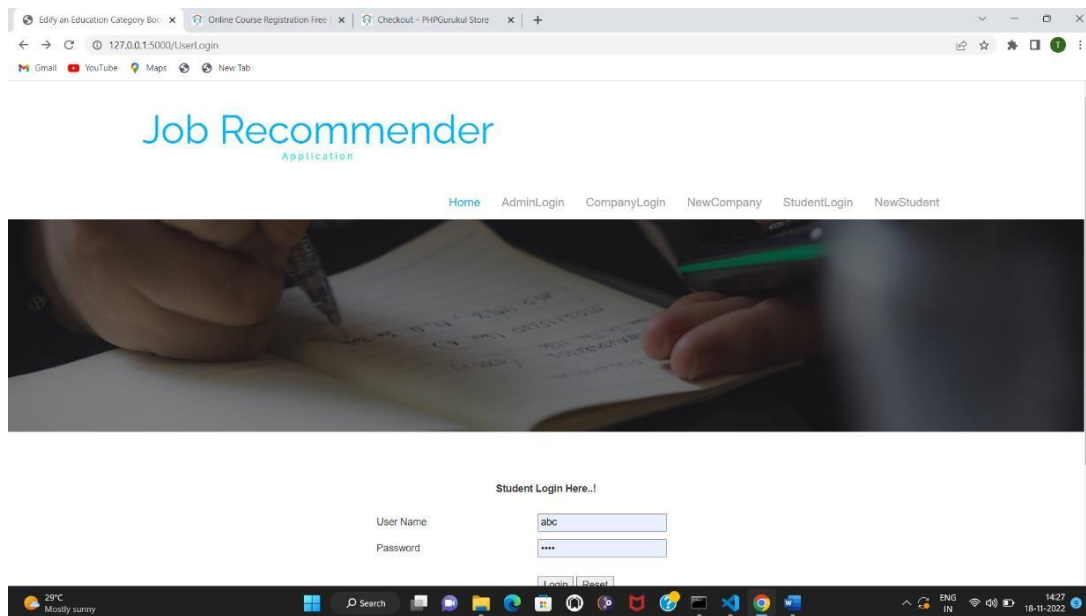 Edify an Education Category Boo
Online Course Registration Free
Checkout – PHPGurukul Store
127.0.0.1:5000/UserLogin
T
Gmail YouTube Maps New Tab
Job Recommender
Application
Home AdminLogin CompanyLogin NewCompany StudentLogin NewStudent
Student Login Here..!
User Name abc
Password ••••
Login Reset
29°C
Mostly sunny
Search
ENG
IN
14:27
18-11-2022